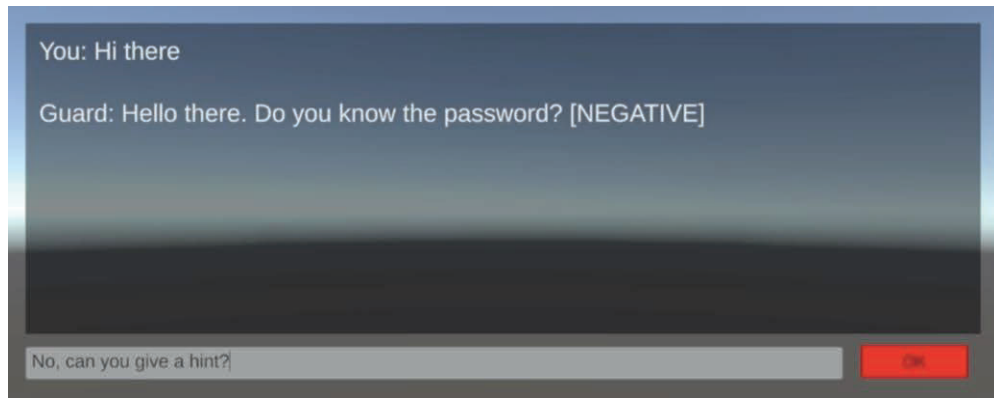 You: Hi there
Guard: Hello there. Do you know the password? [NEGATIVE]
No, can you give a hint?
OK